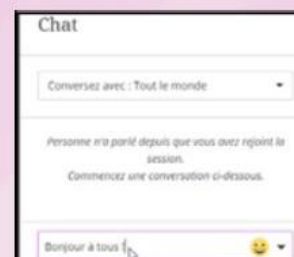 Chat
Conversez avec : Tout le monde
Personne n'a parlé depuis que vous avez rejoint la
session.
Commencez une conversation ci-dessous.
Bonjour à tous !